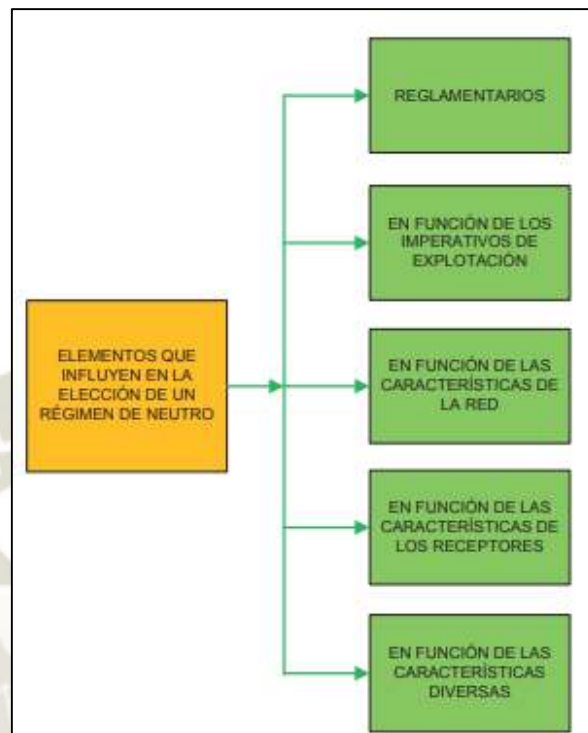 REGLAMENTARIOS
EN FUNCIÓN DE LOS
IMPERATIVOS DE
EXPLOTACIÓN
ELEMENTOS QUE
INFLUYEN EN LA
ELECCIÓN DE UN
RÉGIMEN DE NEUTRO
EN FUNCIÓN DE LAS
CARACTERÍSTICAS DE
LA RED
EN FUNCIÓN DE LAS
CARACTERÍSTICAS DE
LOS RECEPTORES
EN FUNCIÓN DE LAS
CARACTERÍSTICAS
DIVERSAS